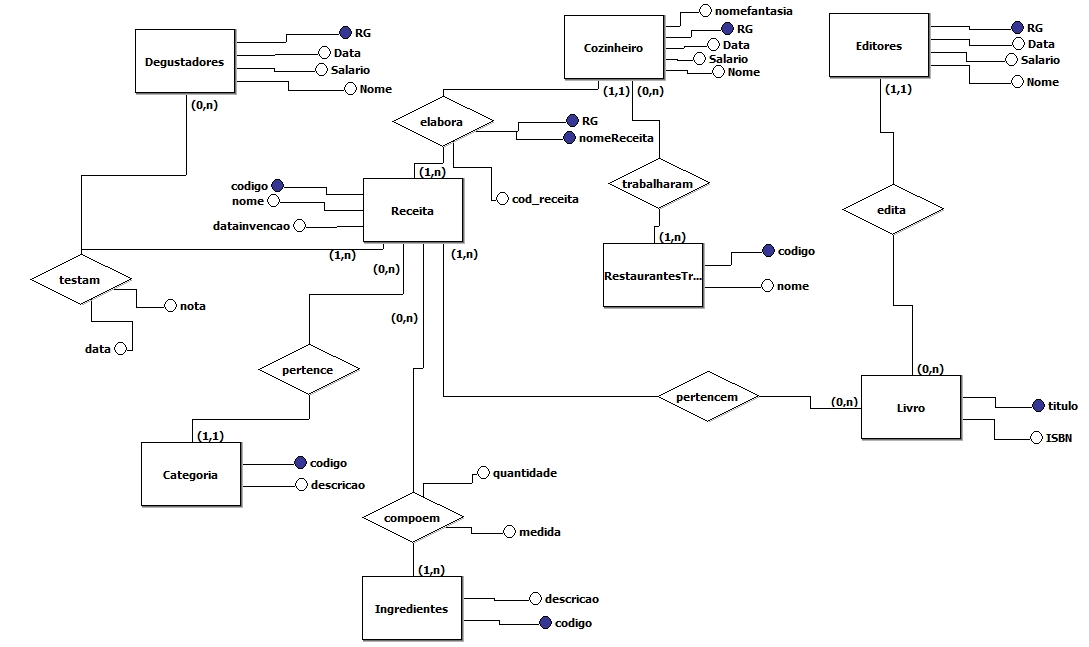 nomefantasia
RG
Data
Salario
Nome
Degustadores
(0,n)
Cozinheiro
RG
Data
Salario
Nome
(1,1)
(0,n)
Editores
RG
Data
Salario
Nome
(1,1)
elabora
RG
nomeReceita
cod_receita
(1,n)
trabalharam
(1,n)
edita
(0,n)
codigo
nome
datainvencao
Receita
(1,n)
(0,n)
(1,n)
(0,n)
RestaurantesTr...
codigo
nome
testam
nota
data
pertence
(1,1)
pertencem
(0,n)
Livro
titulo
ISBN
Categoria
codigo
descricao
quantidade
compoem
medida
(1,n)
Ingredientes
descricao
codigo